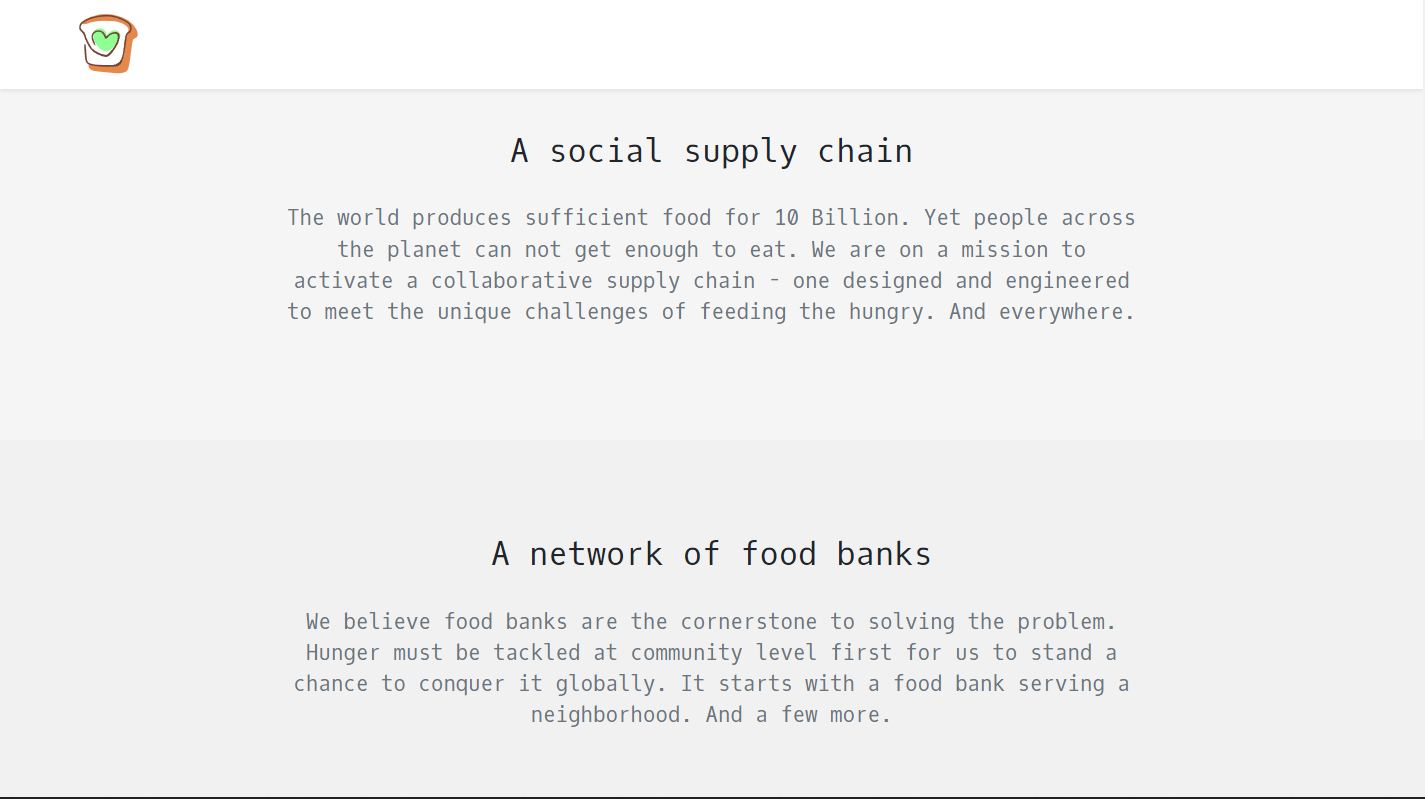 A social supply chain
The world produces sufficient food for 10 Billion. Yet people across
the planet can not get enough to eat. We are on a mission to
activate a collaborative supply chain - one designed and engineered
to meet the unique challenges of feeding the hungry. And everywhere.
A network of food banks
We believe food banks are the cornerstone to solving the problem.
Hunger must be tackled at community level first for us to stand a
chance to conquer it globally. It starts with a food bank serving a
neighborhood. And a few more.